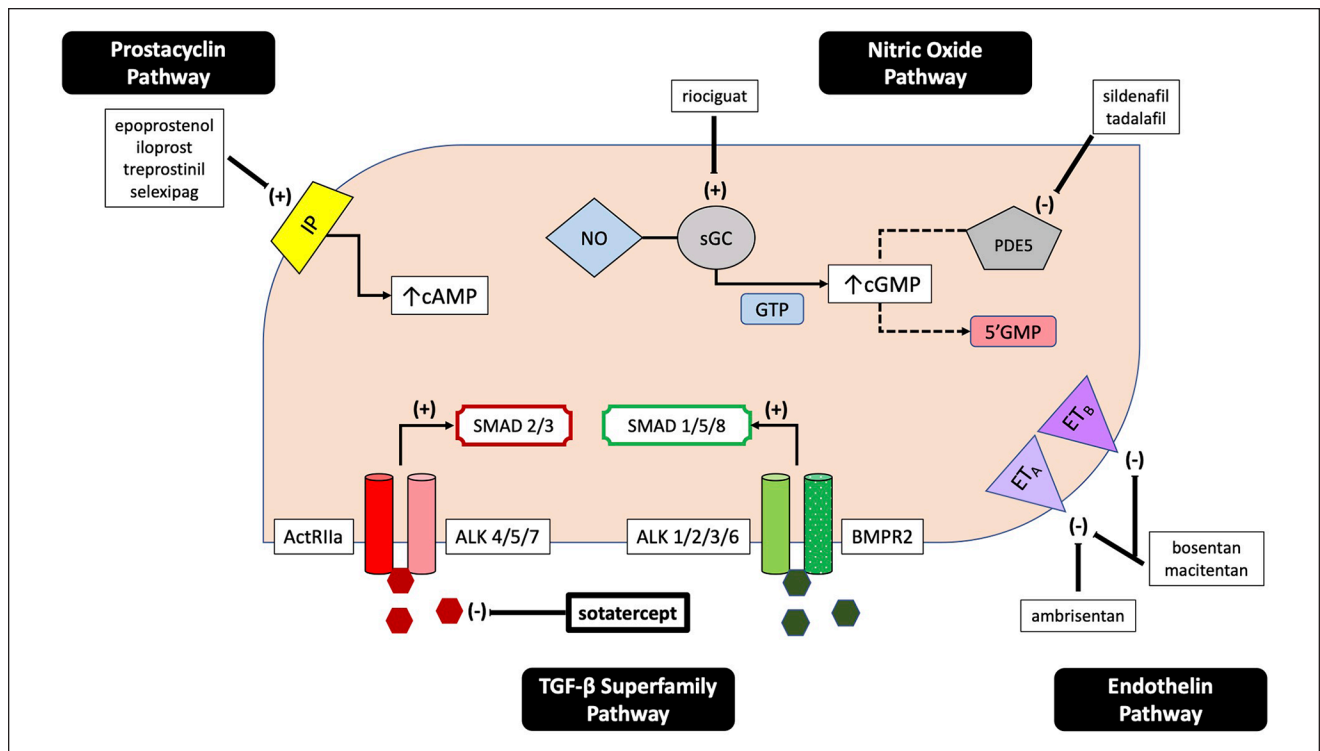 Prostacyclin
Pathway
Nitric Oxide
Pathway
epoprostenol
iloprost
treprostinil
selexipag
(+)
IP
↑cAMP
riociguat
(+)
NO
sGC
GTP
↑cGMP
sildenafil
tadalafil
(-)
PDE5
5'GMP
(+)
SMAD 2/3
SMAD 1/5/8
(+)
ActRIIa
ALK 4/5/7
ALK 1/2/3/6
BMPR2
(-)
sotatercept
ETB
ETA
(-)
(-)
bosentan
macitentan
ambrisentan
TGF-β Superfamily
Pathway
Endothelin
Pathway